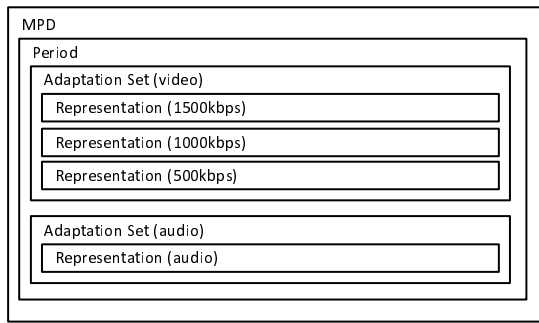 MPD
Period
Adaptation Set (video)
Representation (1500kbps)
Representation (1000kbps)
Representation (500kbps)
Adaptation Set (audio)
Representation (audio)